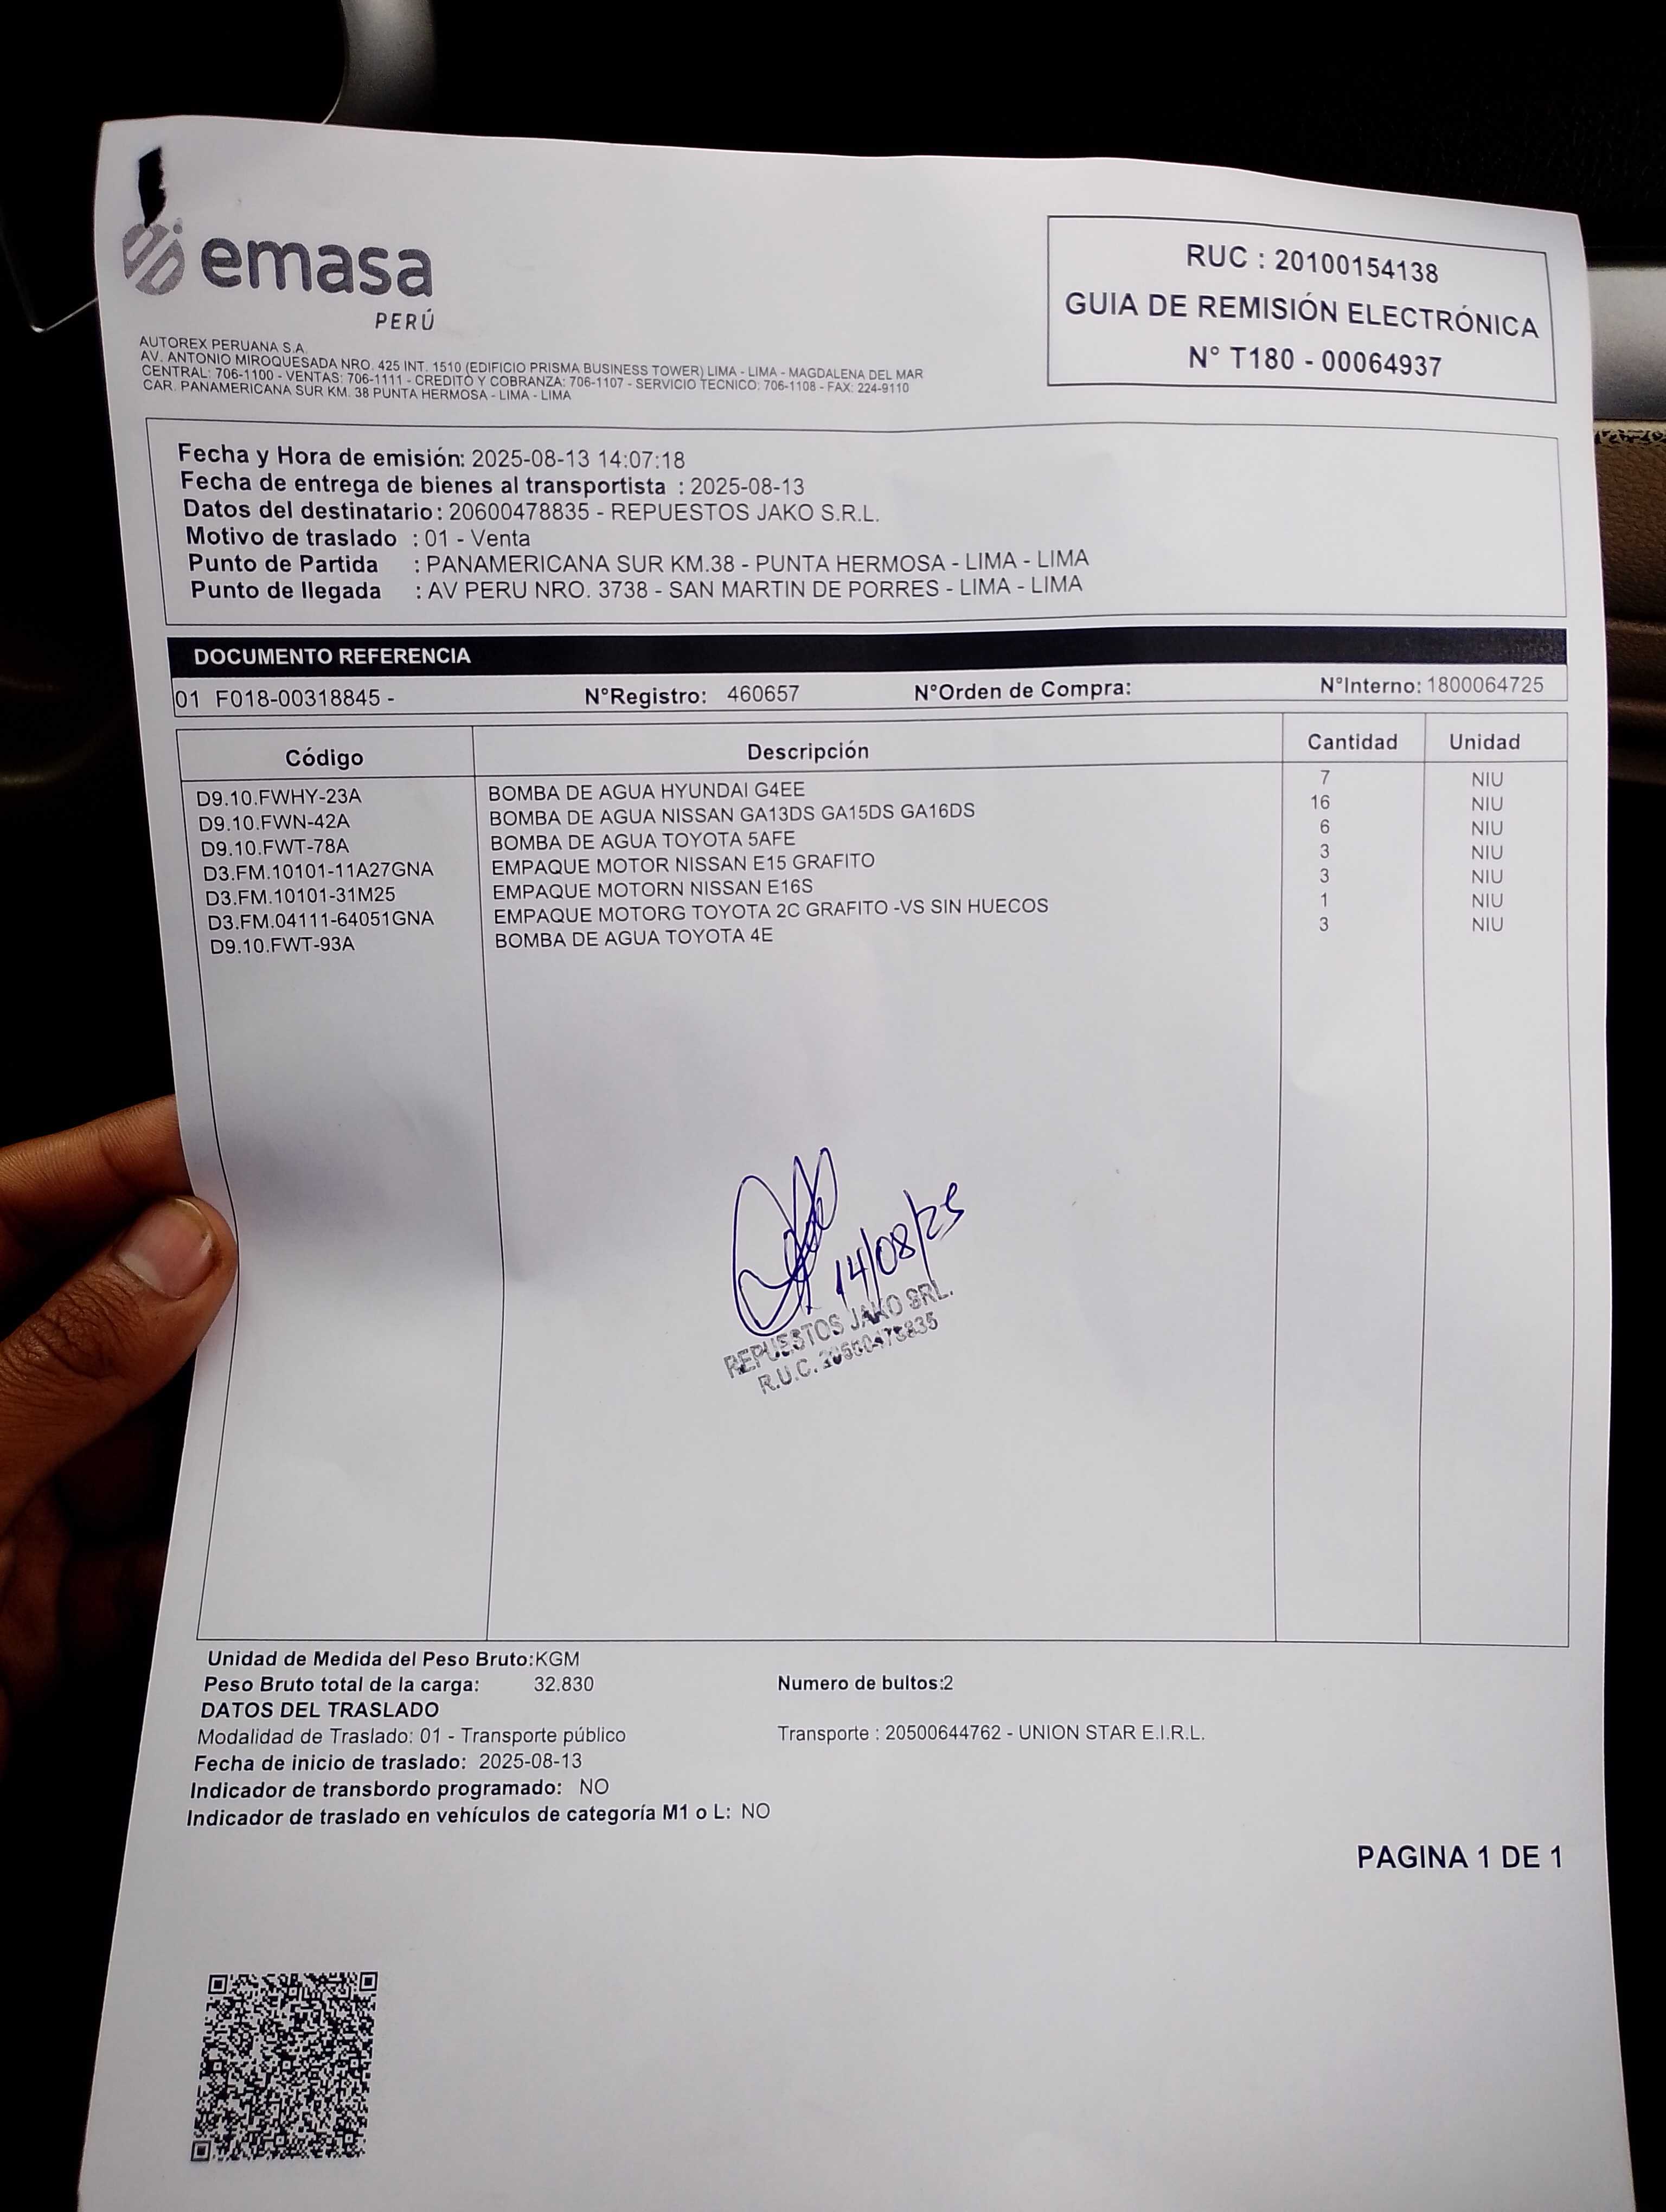 emasa
PERÚ
RUC : 20100154138
GUIA DE REMISIÓN ELECTRÓNICA
N° T180 - 00064937
AUTOREX PERUANA S.A.
AV. ANTONIO MIROQUESADA NRO. 425 INT. 1510 (EDIFICIO PRISMA BUSINESS TOWER) LIMA - LIMA - MAGDALENA DEL MAR
CENTRAL: 706-1100 - VENTAS: 706-1111 - CREDITO Y COBRANZA: 706-1107 - SERVICIO TECNICO: 706-1108 - FAX: 224-9110
CAR. PANAMERICANA SUR KM. 38 PUNTA HERMOSA - LIMA - LIMA
Fecha y Hora de emisión: 2025-08-13 14:07:18
Fecha de entrega de bienes al transportista : 2025-08-13
Datos del destinatario: 20600478835 - REPUESTOS JAKO S.R.L.
Motivo de traslado : 01 - Venta
Punto de Partida : PANAMERICANA SUR KM.38 - PUNTA HERMOSA - LIMA - LIMA
Punto de llegada : AV PERU NRO. 3738 - SAN MARTIN DE PORRES - LIMA - LIMA
DOCUMENTO REFERENCIA
01 F018-00318845 - N°Registro: 460657 N°Orden de Compra: N°Interno: 1800064725
Código Descripción Cantidad Unidad
D9.10.FWHY-23A BOMBA DE AGUA HYUNDAI G4EE 7 NIU
D9.10.FWN-42A BOMBA DE AGUA NISSAN GA13DS GA15DS GA16DS 16 NIU
D9.10.FWT-78A BOMBA DE AGUA TOYOTA 5AFE 6 NIU
D3.FM.10101-11A27GNA EMPAQUE MOTOR NISSAN E15 GRAFITO 3 NIU
D3.FM.10101-31M25 EMPAQUE MOTORN NISSAN E16S 3 NIU
D3.FM.04111-64051GNA EMPAQUE MOTORG TOYOTA 2C GRAFITO -VS SIN HUECOS 1 NIU
D9.10.FWT-93A BOMBA DE AGUA TOYOTA 4E 3 NIU
14/08/25
REPUESTOS JAKO SRL.
R.U.C.
Unidad de Medida del Peso Bruto:KGM
Peso Bruto total de la carga: 32.830 Numero de bultos:2
DATOS DEL TRASLADO
Modalidad de Traslado: 01 - Transporte público Transporte : 20500644762 - UNION STAR E.I.R.L.
Fecha de inicio de traslado: 2025-08-13
Indicador de transbordo programado: NO
Indicador de traslado en vehículos de categoría M1 o L: NO
PAGINA 1 DE 1